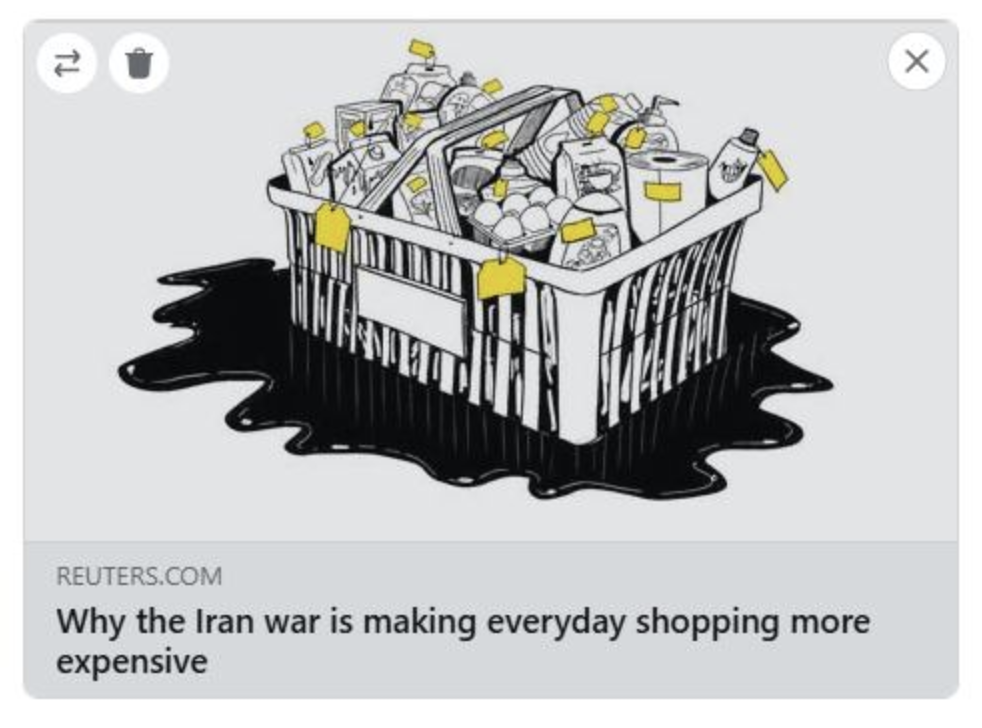 REUTERS.COM
Why the Iran war is making everyday shopping more
expensive